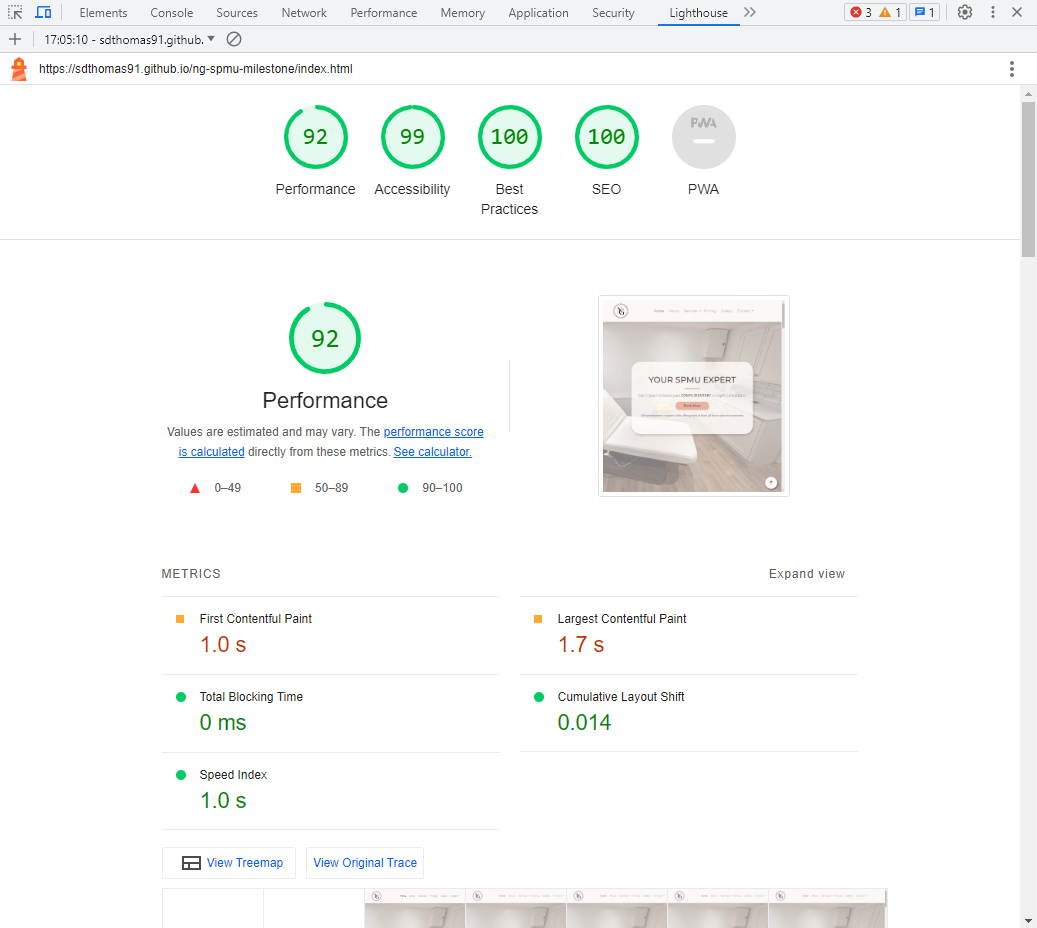 Elements Console Sources Network Performance Memory Application Security Lighthouse 3 1 1
17:05:10 - sdthomas91.github.
https://sdthomas91.github.io/ng-spmu-milestone/index.html
92 99 100 100 PWA
Performance Accessibility Best Practices SEO PWA
92
Performance
Values are estimated and may vary. The performance score
is calculated directly from these metrics. See calculator.
0–49 50–89 90–100
YOUR SPMU EXPERT
METRICS Expand view
First Contentful Paint
1.0 s
Largest Contentful Paint
1.7 s
Total Blocking Time
0 ms
Cumulative Layout Shift
0.014
Speed Index
1.0 s
View Treemap View Original Trace